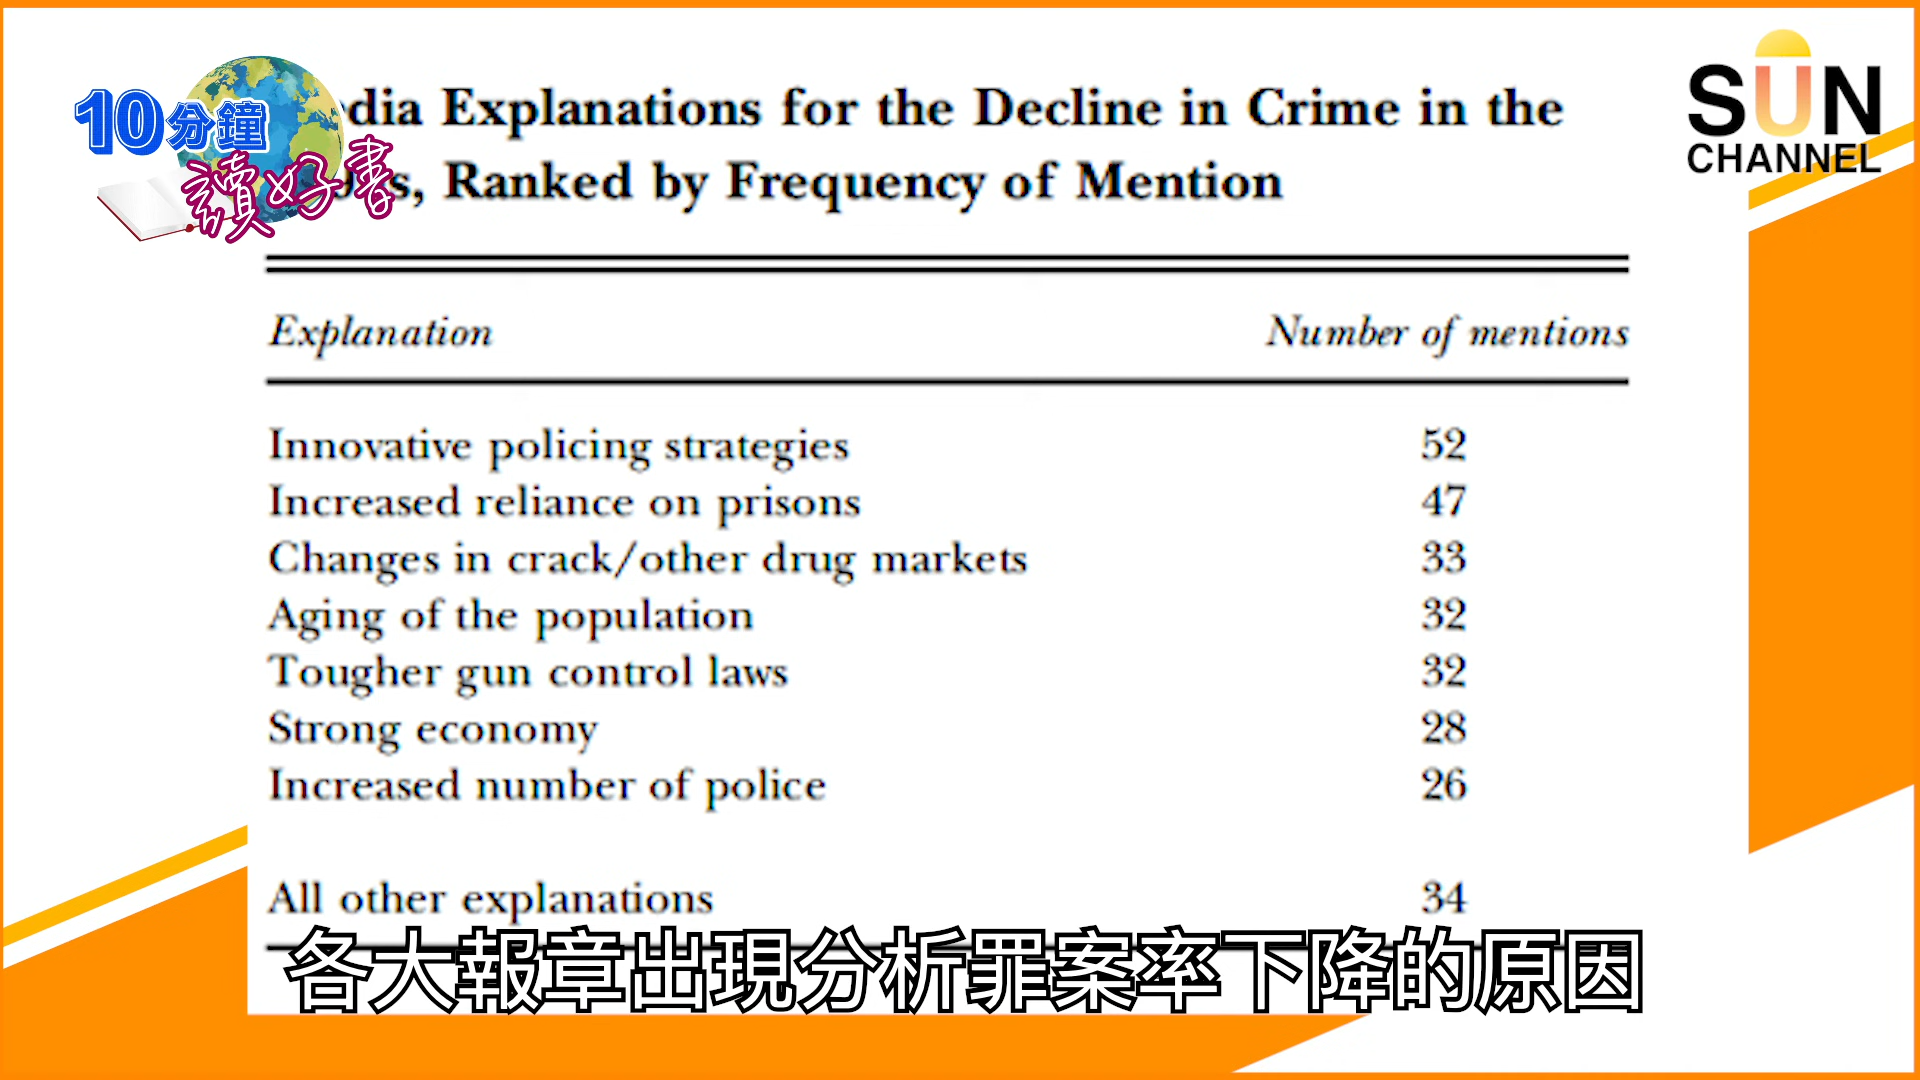 10分鐘
讀好書
SUN
CHANNEL
dia Explanations for the Decline in Crime in the
s, Ranked by Frequency of Mention
Explanation Number of mentions
Innovative policing strategies 52
Increased reliance on prisons 47
Changes in crack/other drug markets 33
Aging of the population 32
Tougher gun control laws 32
Strong economy 28
Increased number of police 26
All other explanations 34
各大報章出現分析罪案率下降的原因